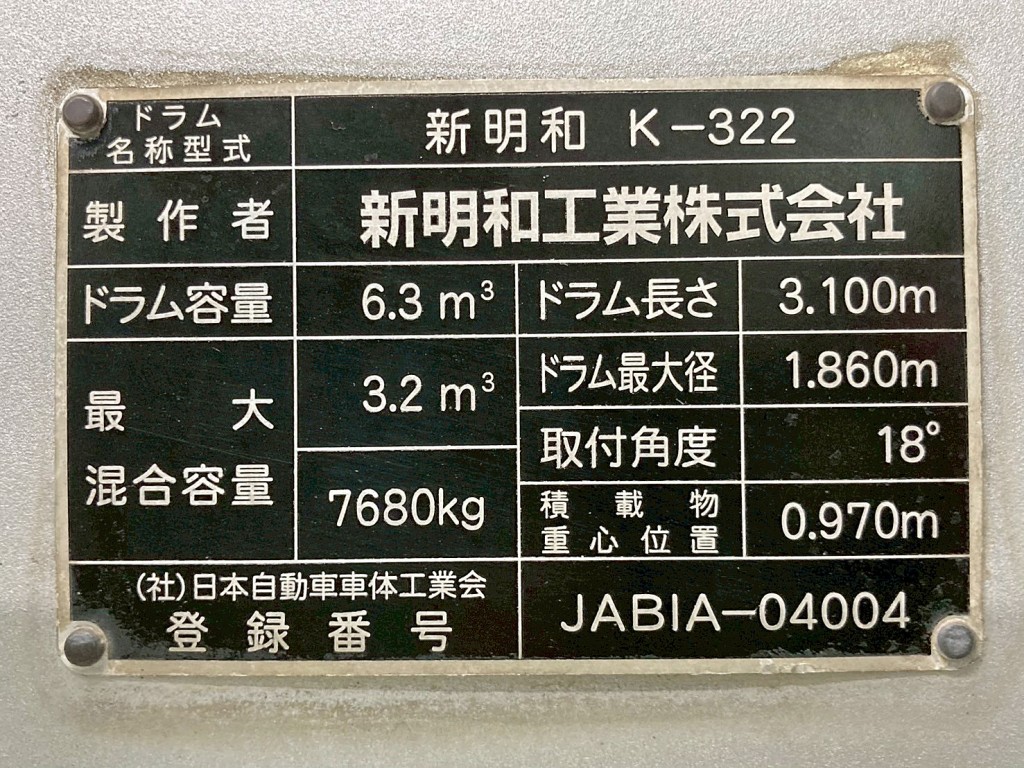 ドラム
名称型式
新明和 K-322
製作者
新明和工業株式会社
ドラム容量
6.3 m³
ドラム長さ
3.100m
最大
混合容量
3.2 m³
7680kg
ドラム最大径
1.860m
取付角度
18°
積載物
重心位置
0.970m
(社)日本自動車車体工業会
登録番号
JABIA-04004